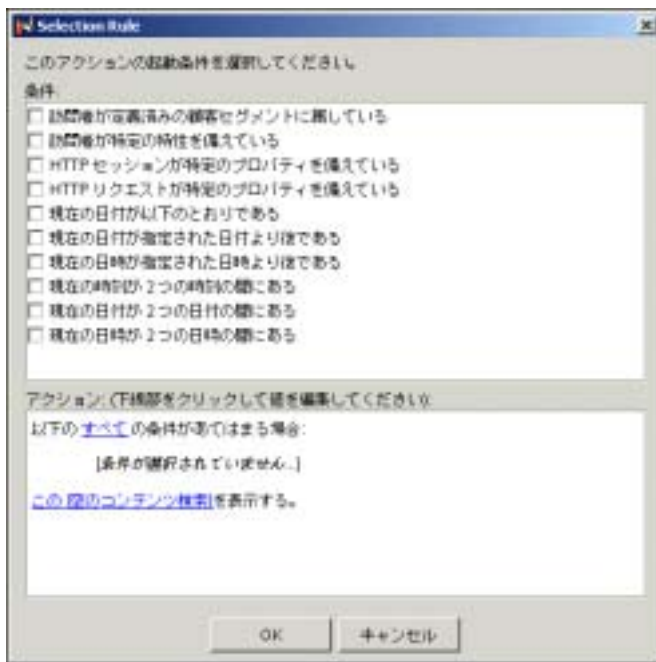 Selection Rule
このアクションの起動条件を選択してください。
条件:
訪問者が定義済みの顧客セグメントに属している
訪問者が特定の特性を備えている
HTTP セッションが特定のプロパティを備えている
HTTP リクエストが特定のプロパティを備えている
現在の日付が以下のとおりである
現在の日付が指定された日付より後である
現在の日時が指定された日時より後である
現在の時刻が 2 つの時刻の間にある
現在の日付が 2 つの日付の間にある
現在の日時が 2 つの日時の間にある
アクション: (下線部をクリックして値を編集してください):
以下の すべて の条件があてはまる場合:
[条件が選択されていません...]
この [空のコンテンツ検索]を表示する。
OK キャンセル